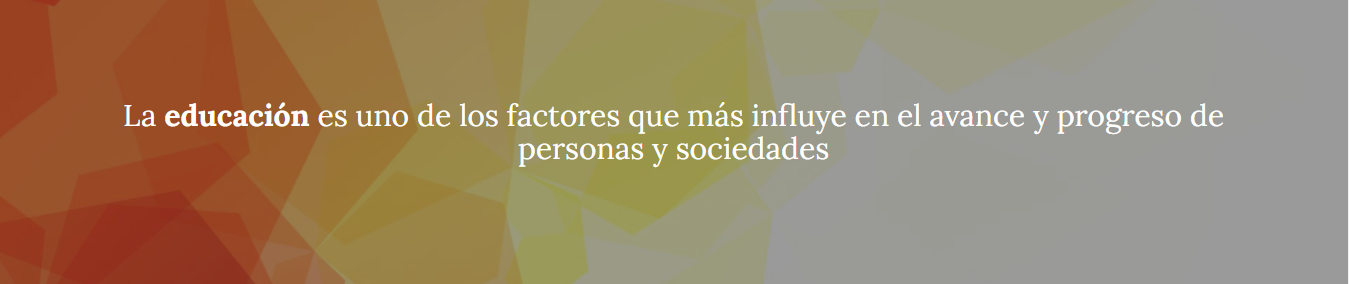 La educación es uno de los factores que más influye en el avance y progreso de
personas y sociedades